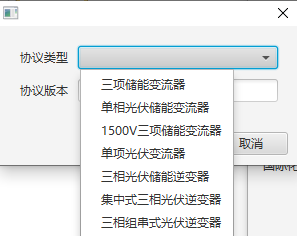 协议类型
三项储能变流器
协议版本
单相光伏储能变流器
1500V三项储能变流器
单项光伏变流器
取消
三相光伏储能逆变器
集中式三相光伏逆变器
三相组串式光伏逆变器